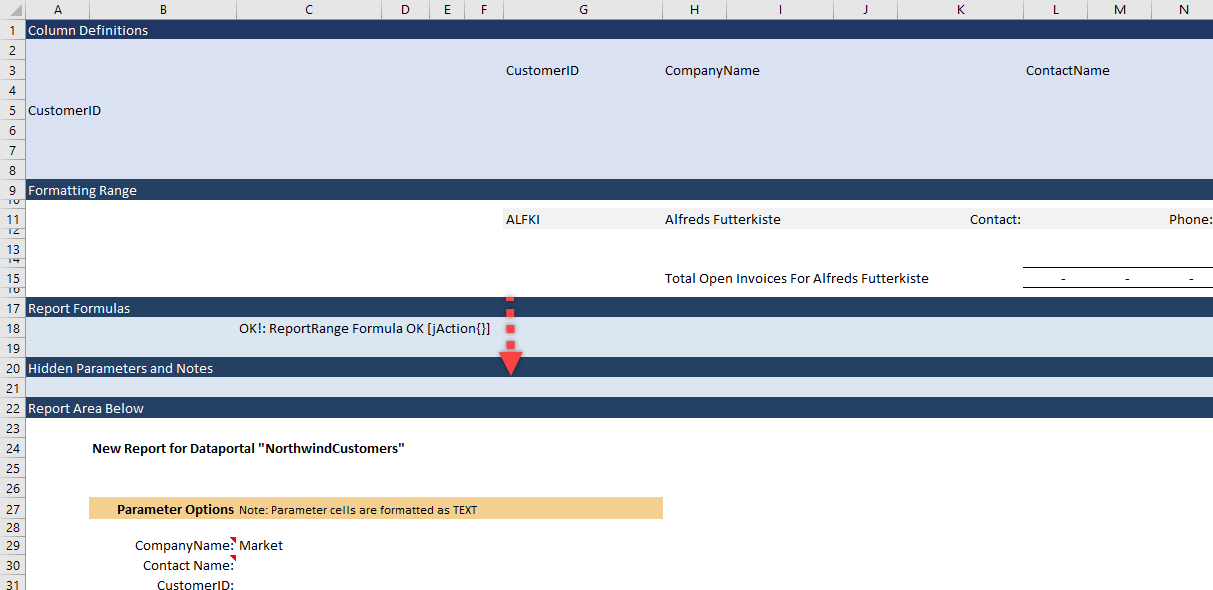 A B C D E F G H I J K L M N
1 Column Definitions
2
3 CustomerID CompanyName ContactName
4
5 CustomerID
6
7
8
9 Formatting Range
10
11 ALFKI Alfreds Futterkiste Contact: Phone:
12
13
14
15 Total Open Invoices For Alfreds Futterkiste - - -
16
17 Report Formulas
18 OK!: ReportRange Formula OK [jAction{}]
19
20 Hidden Parameters and Notes
21
22 Report Area Below
23
24 New Report for Dataportal "NorthwindCustomers"
25
26
27 Parameter Options Note: Parameter cells are formatted as TEXT
28
29 CompanyName: Market
30 Contact Name:
31 CustomerID: